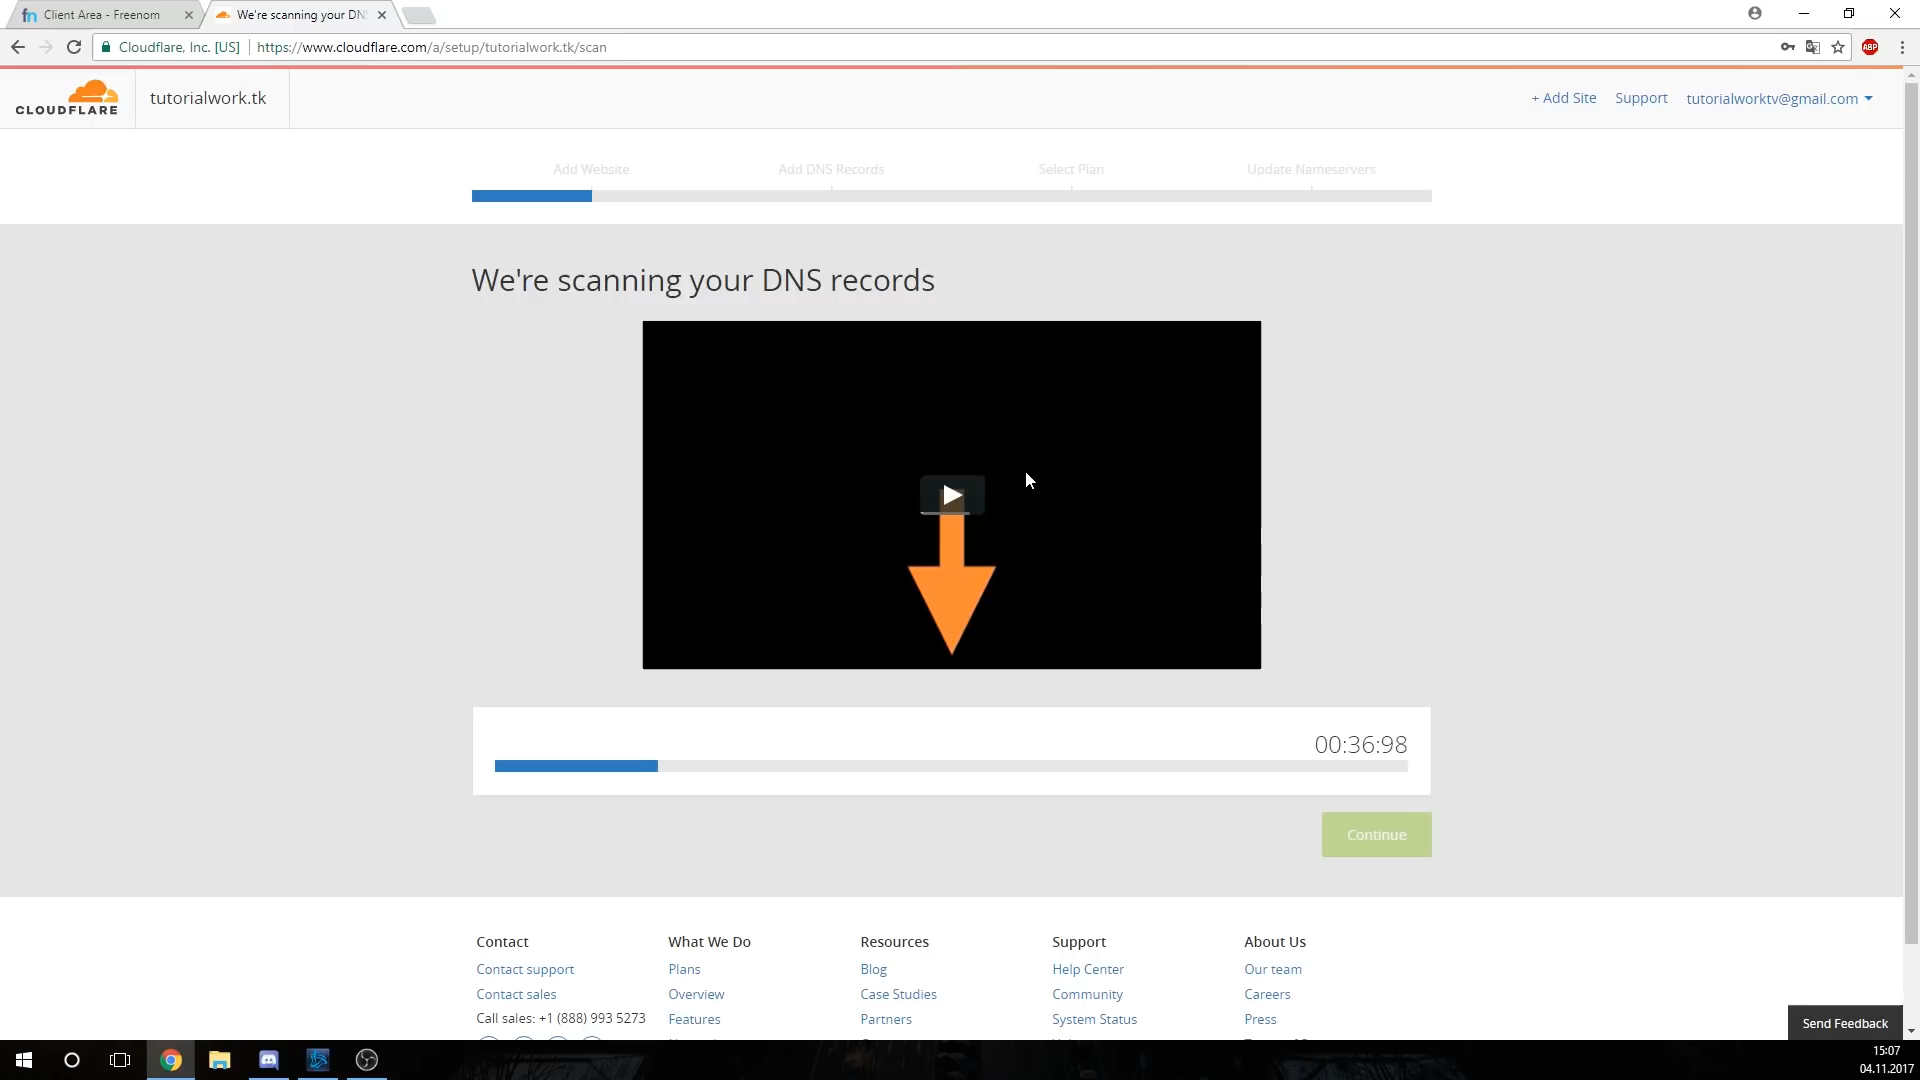 Client Area - Freenom
We're scanning your DN
Cloudflare, Inc. [US]
https://www.cloudflare.com/a/setup/tutorialwork.tk/scan
ABP
CLOUDFLARE
tutorialwork.tk
+ Add Site
Support
tutorialworktv@gmail.com
Add Website
Add DNS Records
Select Plan
Update Nameservers
We're scanning your DNS records
00:36:98
Continue
Contact
What We Do
Resources
Support
About Us
Contact support
Plans
Blog
Help Center
Our team
Contact sales
Overview
Case Studies
Community
Careers
Call sales: +1 (888) 993 5273
Features
Partners
System Status
Press
Send Feedback
15:07
04.11.2017